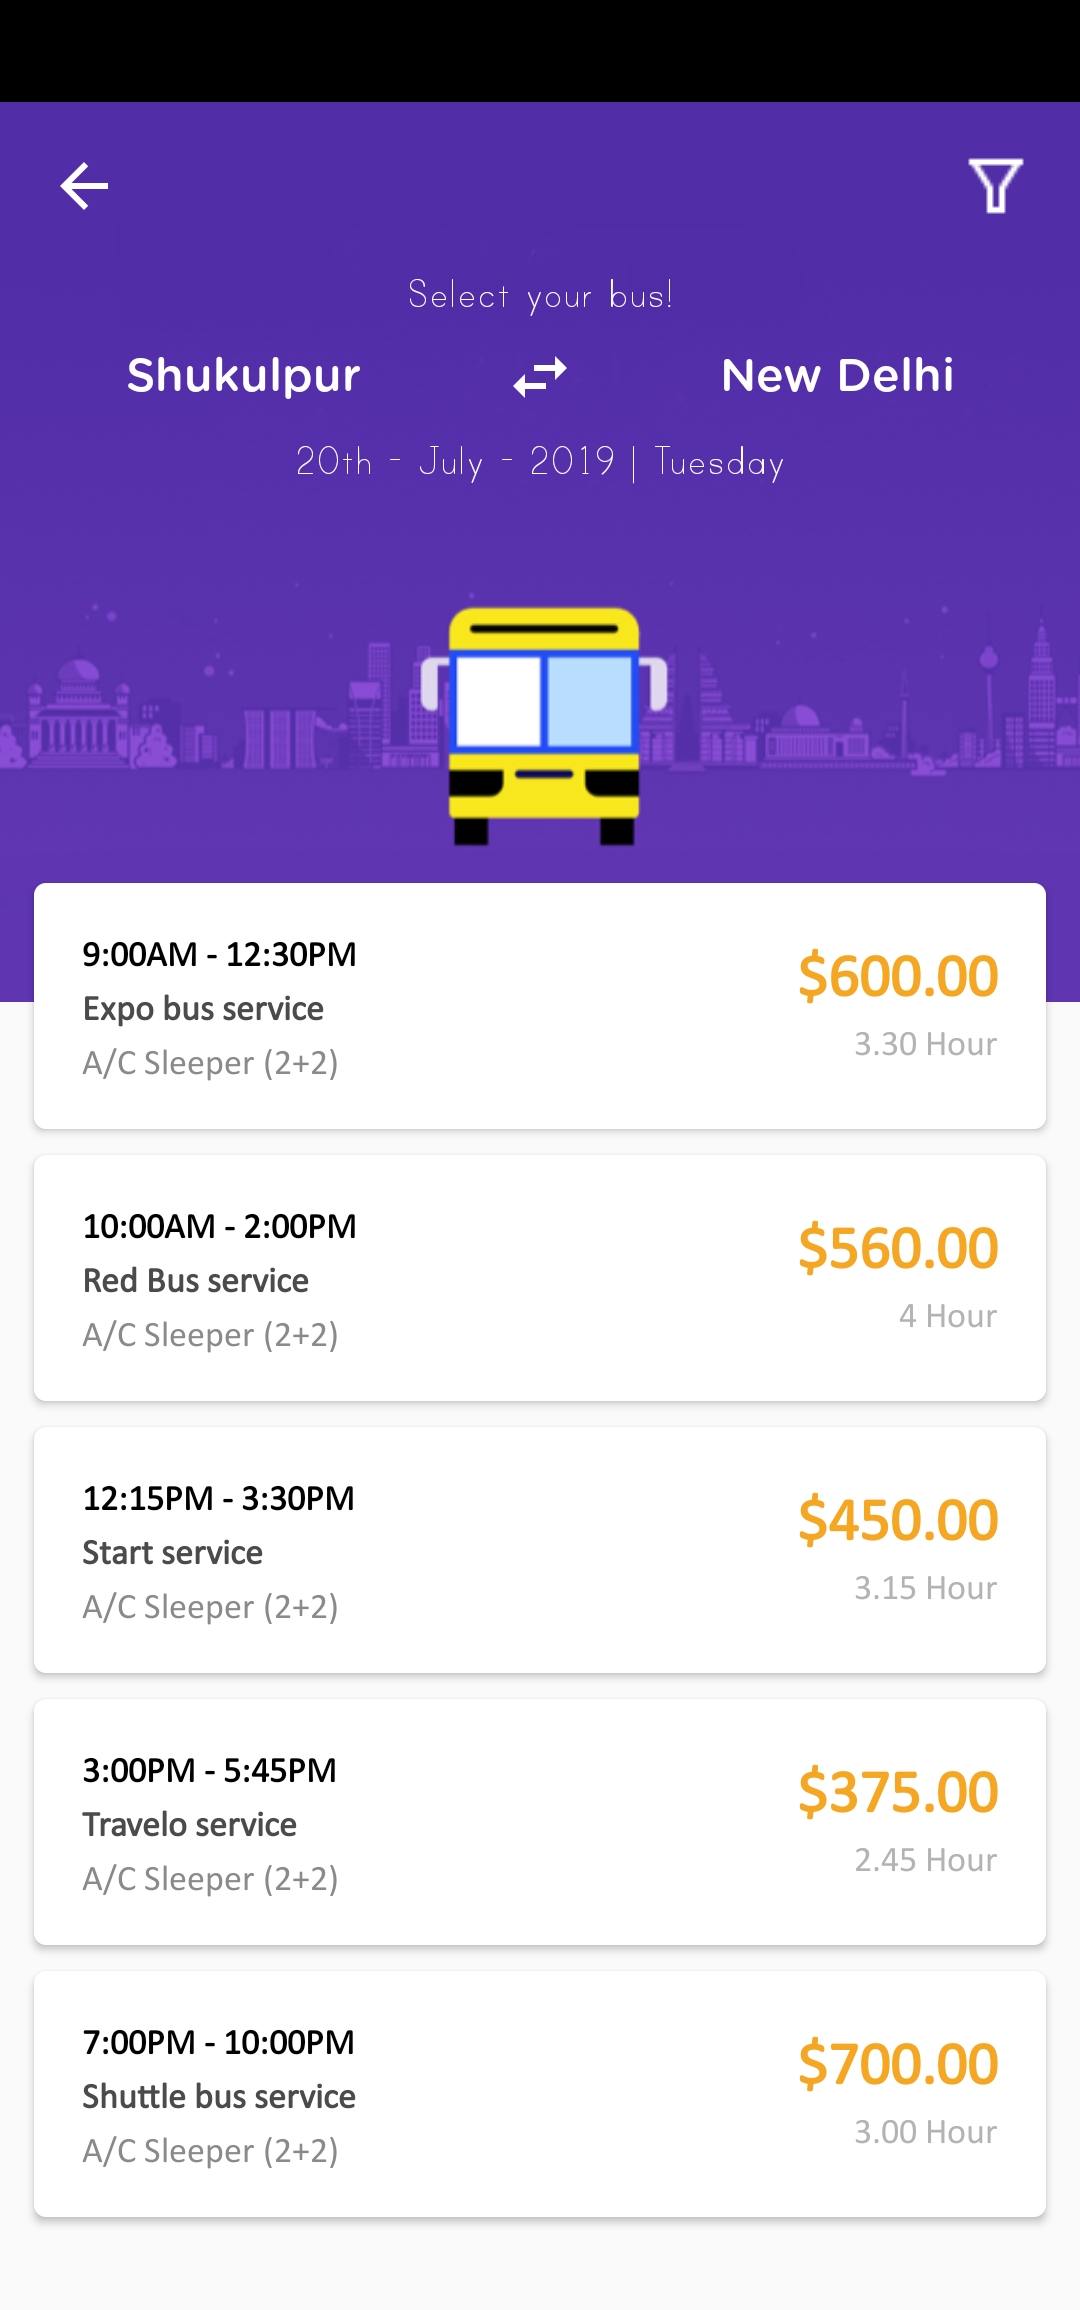 Select your bus!
Shukulpur New Delhi
20th - July - 2019 | Tuesday
9:00AM - 12:30PM
$600.00
Expo bus service
3.30 Hour
A/C Sleeper (2+2)
10:00AM - 2:00PM
$560.00
Red Bus service
4 Hour
A/C Sleeper (2+2)
12:15PM - 3:30PM
$450.00
Start service
3.15 Hour
A/C Sleeper (2+2)
3:00PM - 5:45PM
$375.00
Travelo service
2.45 Hour
A/C Sleeper (2+2)
7:00PM - 10:00PM
$700.00
Shuttle bus service
3.00 Hour
A/C Sleeper (2+2)